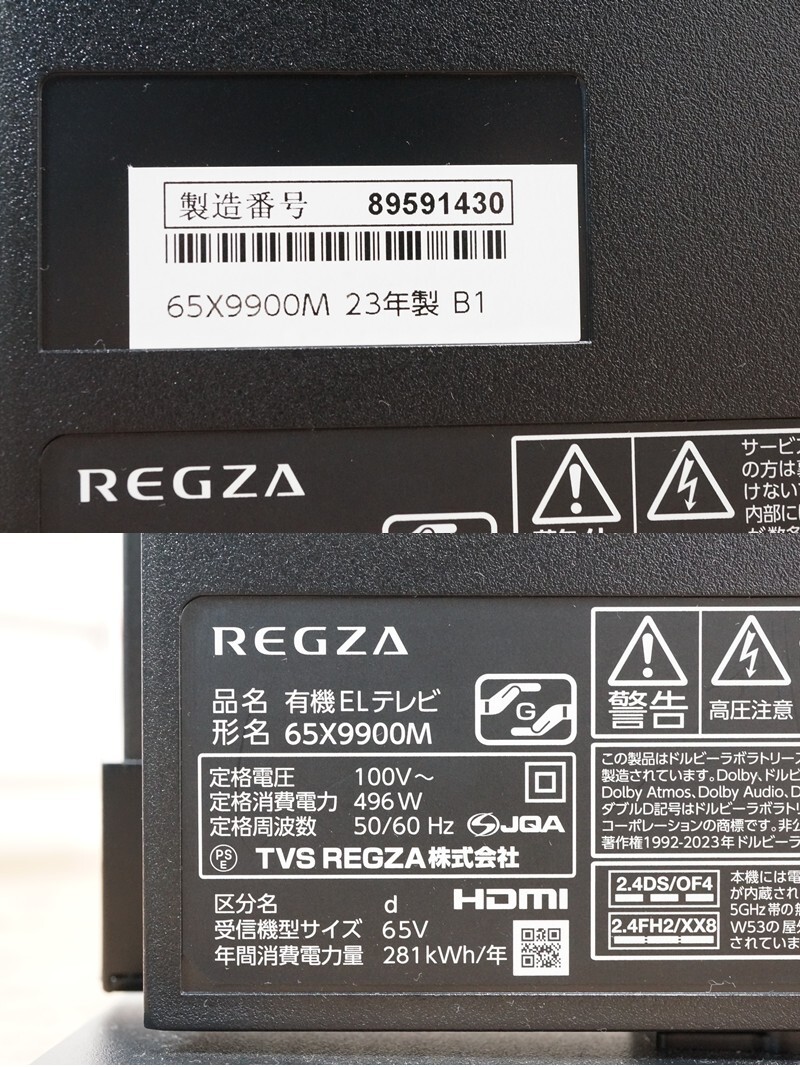 製造番号 89591430
65X9900M 23年製 B1
REGZA
サービス
の方は
けない
内部に
REGZA
品名 有機ELテレビ
形名 65X9900M
G
警告
高圧注意
定格電圧 100V～
定格消費電力 496W
定格周波数 50/60 Hz
JQA
PS
E
TVS REGZA株式会社
この製品はドルビーラボラトリース
製造されています。Dolby、ドルビ
Dolby Atmos、Dolby Audio、D
ダブルD記号はドルビーラボラトリ
コーポレーションの商標です。非公
著作権1992-2023年ドルビーラ
区分名 d
HDMI
受信機型サイズ 65V
年間消費電力量 281kWh/年
2.4DS/OF4
2.4FH2/XX8
本機には電
が内蔵され
5GHz帯の無
W53の屋外
されていま